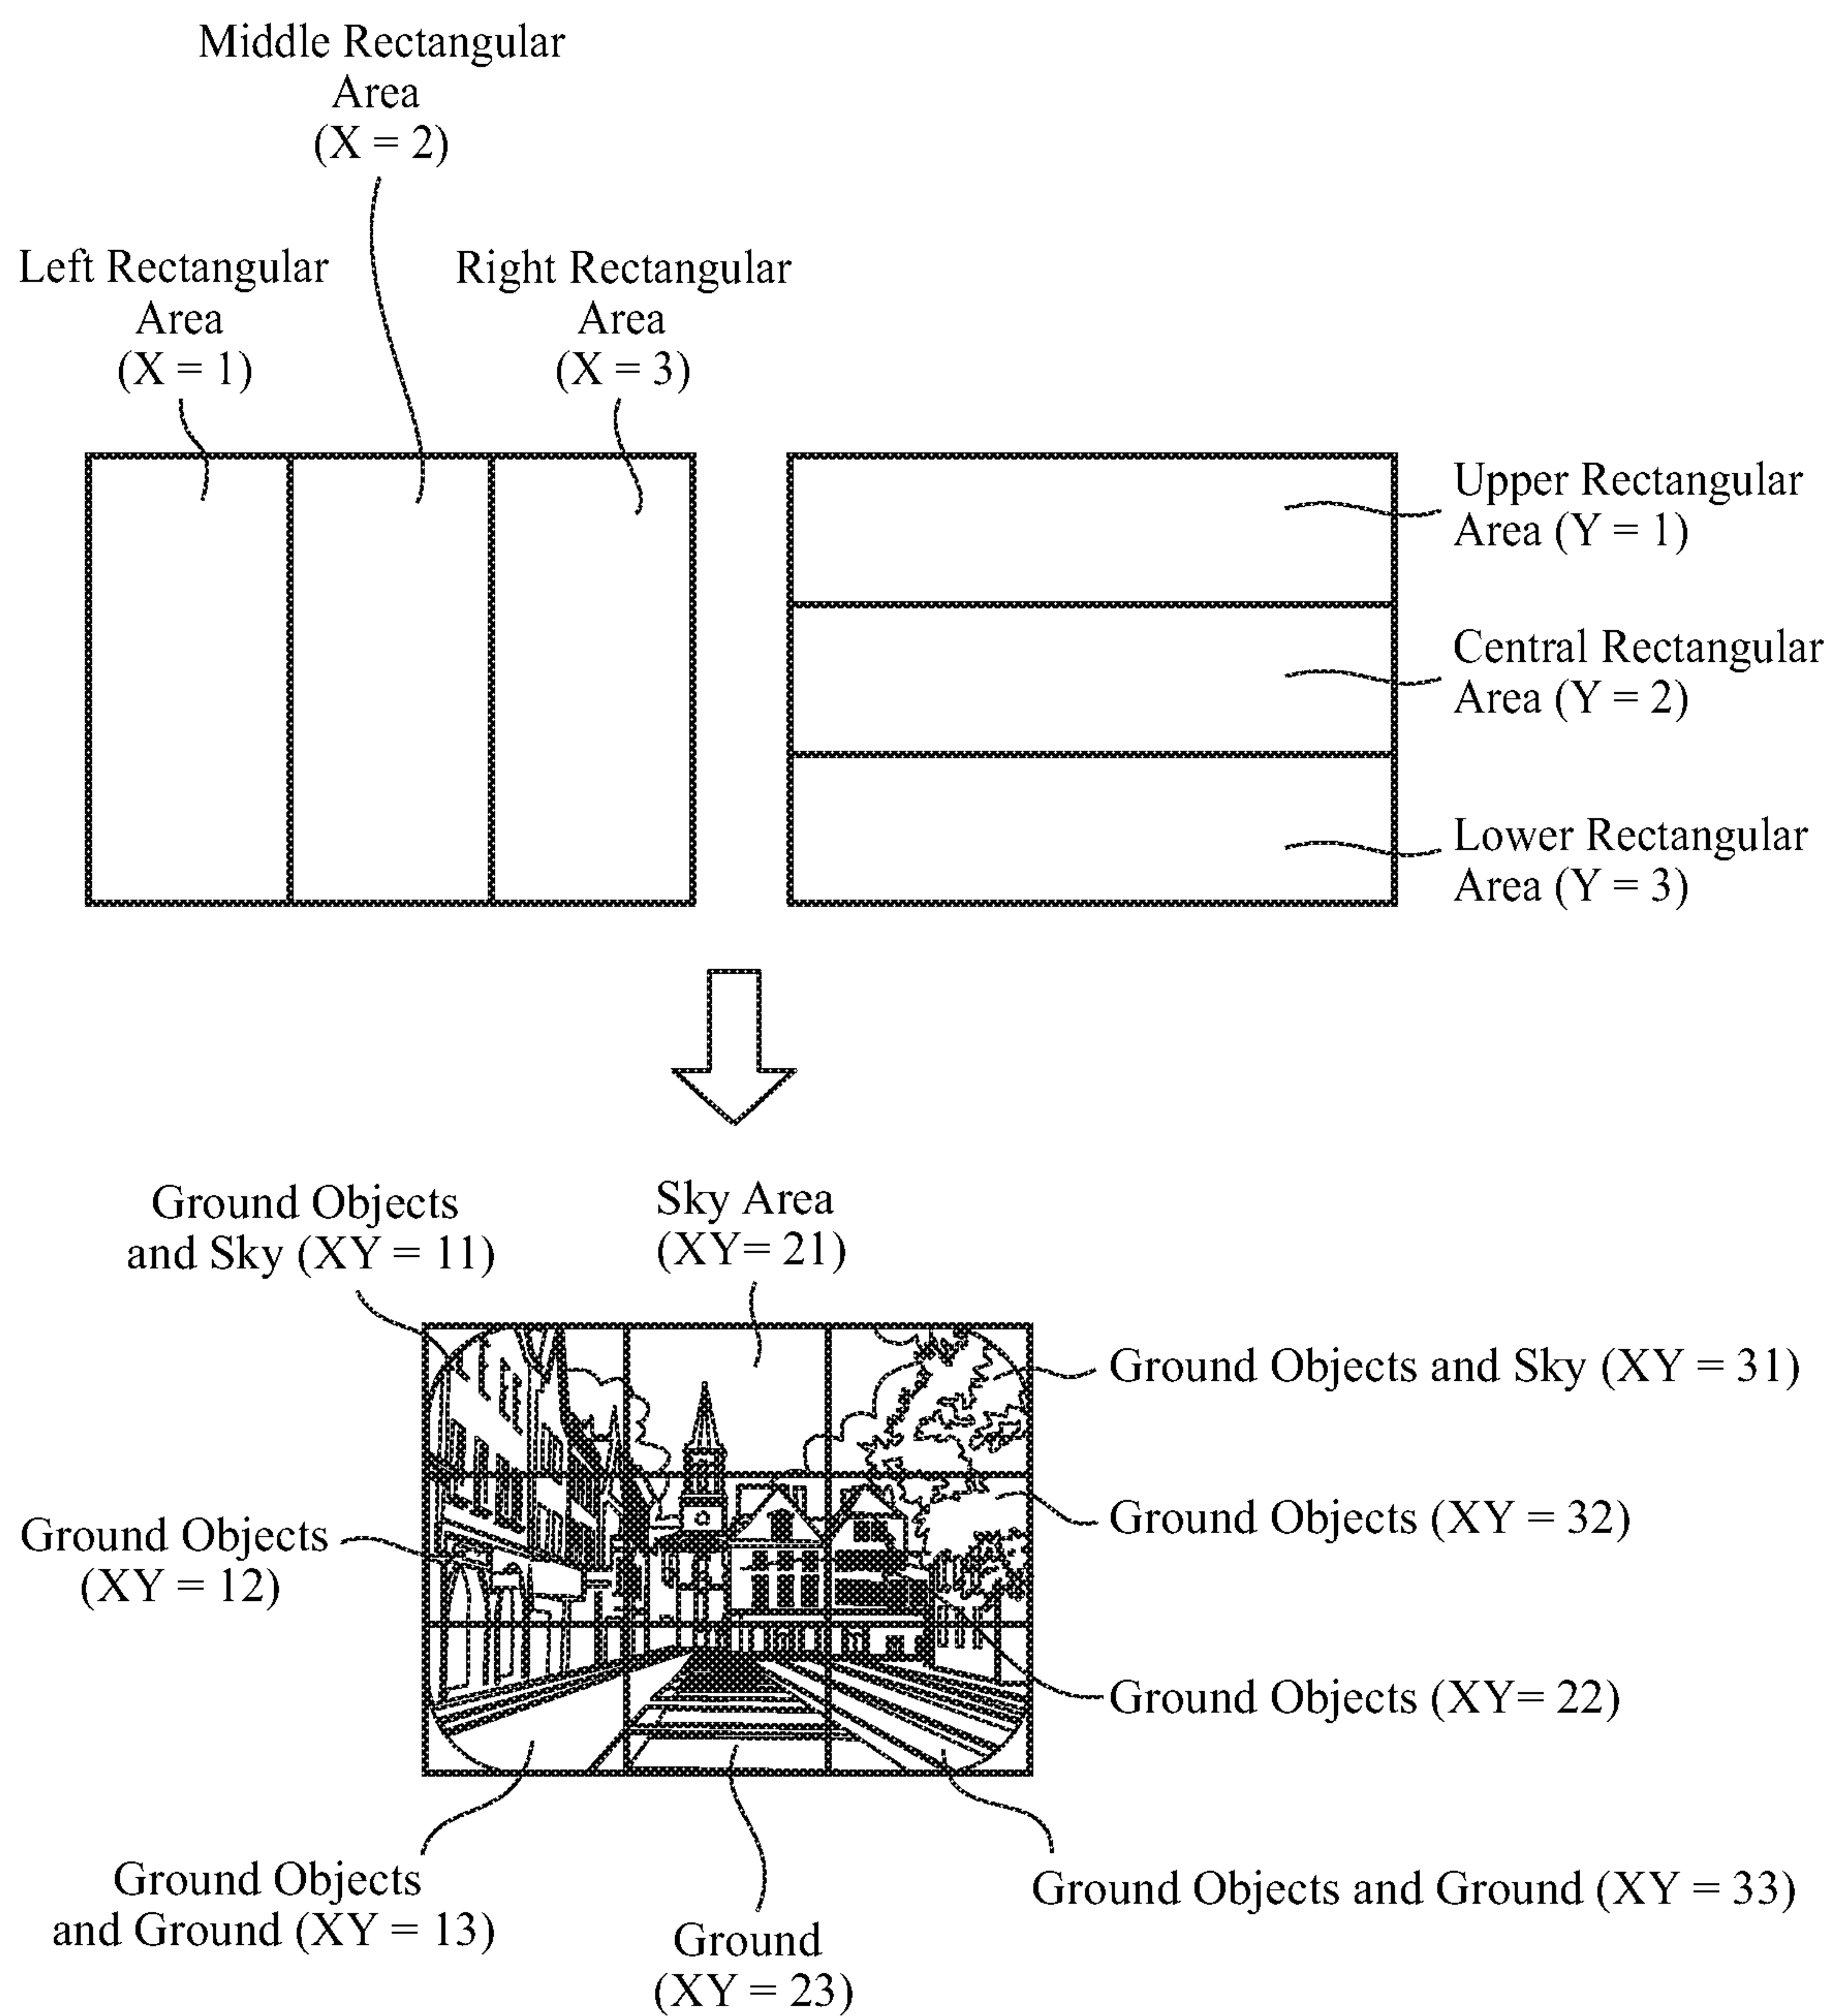 Middle Rectangular
Area
(X = 2)
Left Rectangular
Area
(X = 1)
Right Rectangular
Area
(X = 3)
Upper Rectangular
Area (Y = 1)
Central Rectangular
Area (Y = 2)
Lower Rectangular
Area (Y = 3)
Ground Objects
and Sky (XY = 11)
Sky Area
(XY= 21)
Ground Objects and Sky (XY = 31)
Ground Objects (XY = 32)
Ground Objects
(XY = 12)
Ground Objects (XY= 22)
Ground Objects
and Ground (XY = 13)
Ground
(XY = 23)
Ground Objects and Ground (XY = 33)